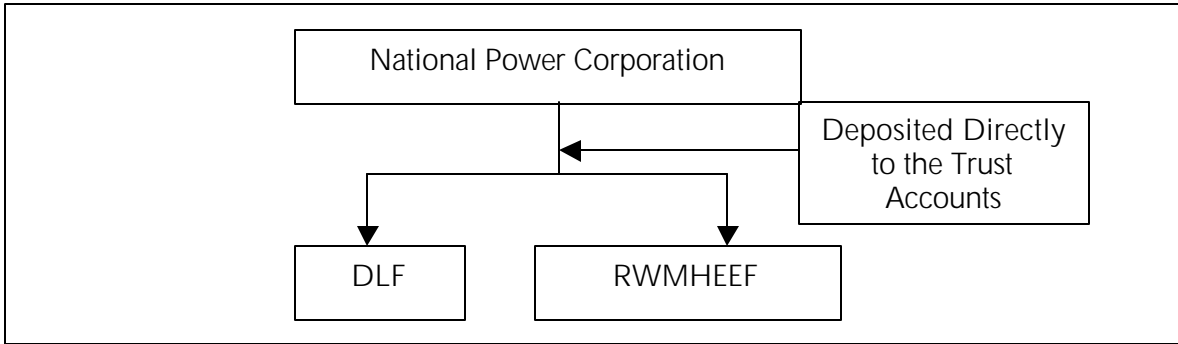 National Power Corporation
Deposited Directly
to the Trust
Accounts
DLF
RWMHEEF